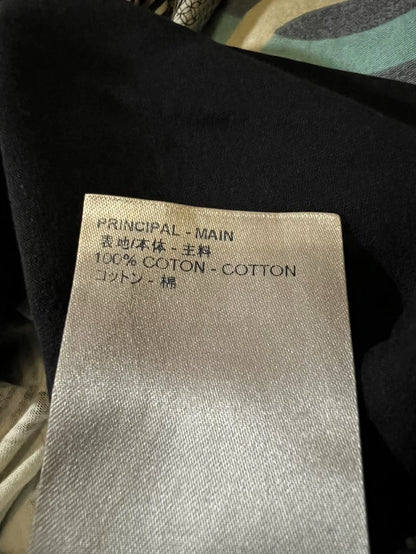 PRINCIPAL - MAIN
表地/本体 - 主料
100% COTON - COTTON
コットン - 棉